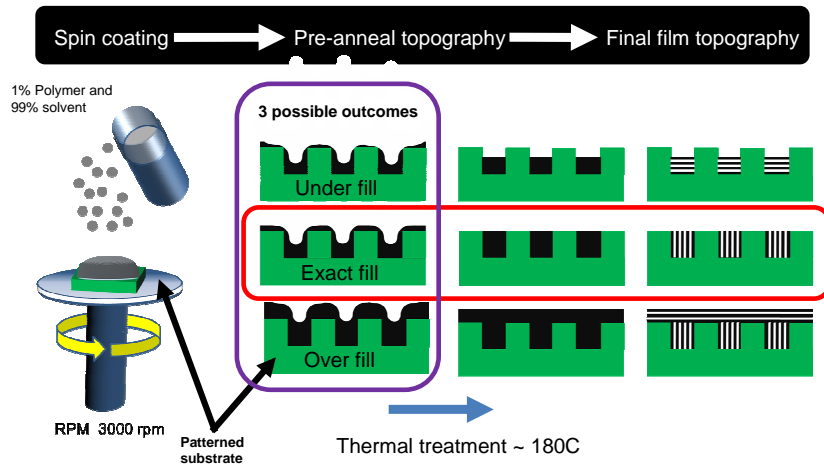 Spin coating
Pre-anneal topography
Final film topography
1% Polymer and
99% solvent
3 possible outcomes
Under fill
Exact fill
Over fill
RPM 3000 rpm
Patterned
substrate
Thermal treatment ~ 180C